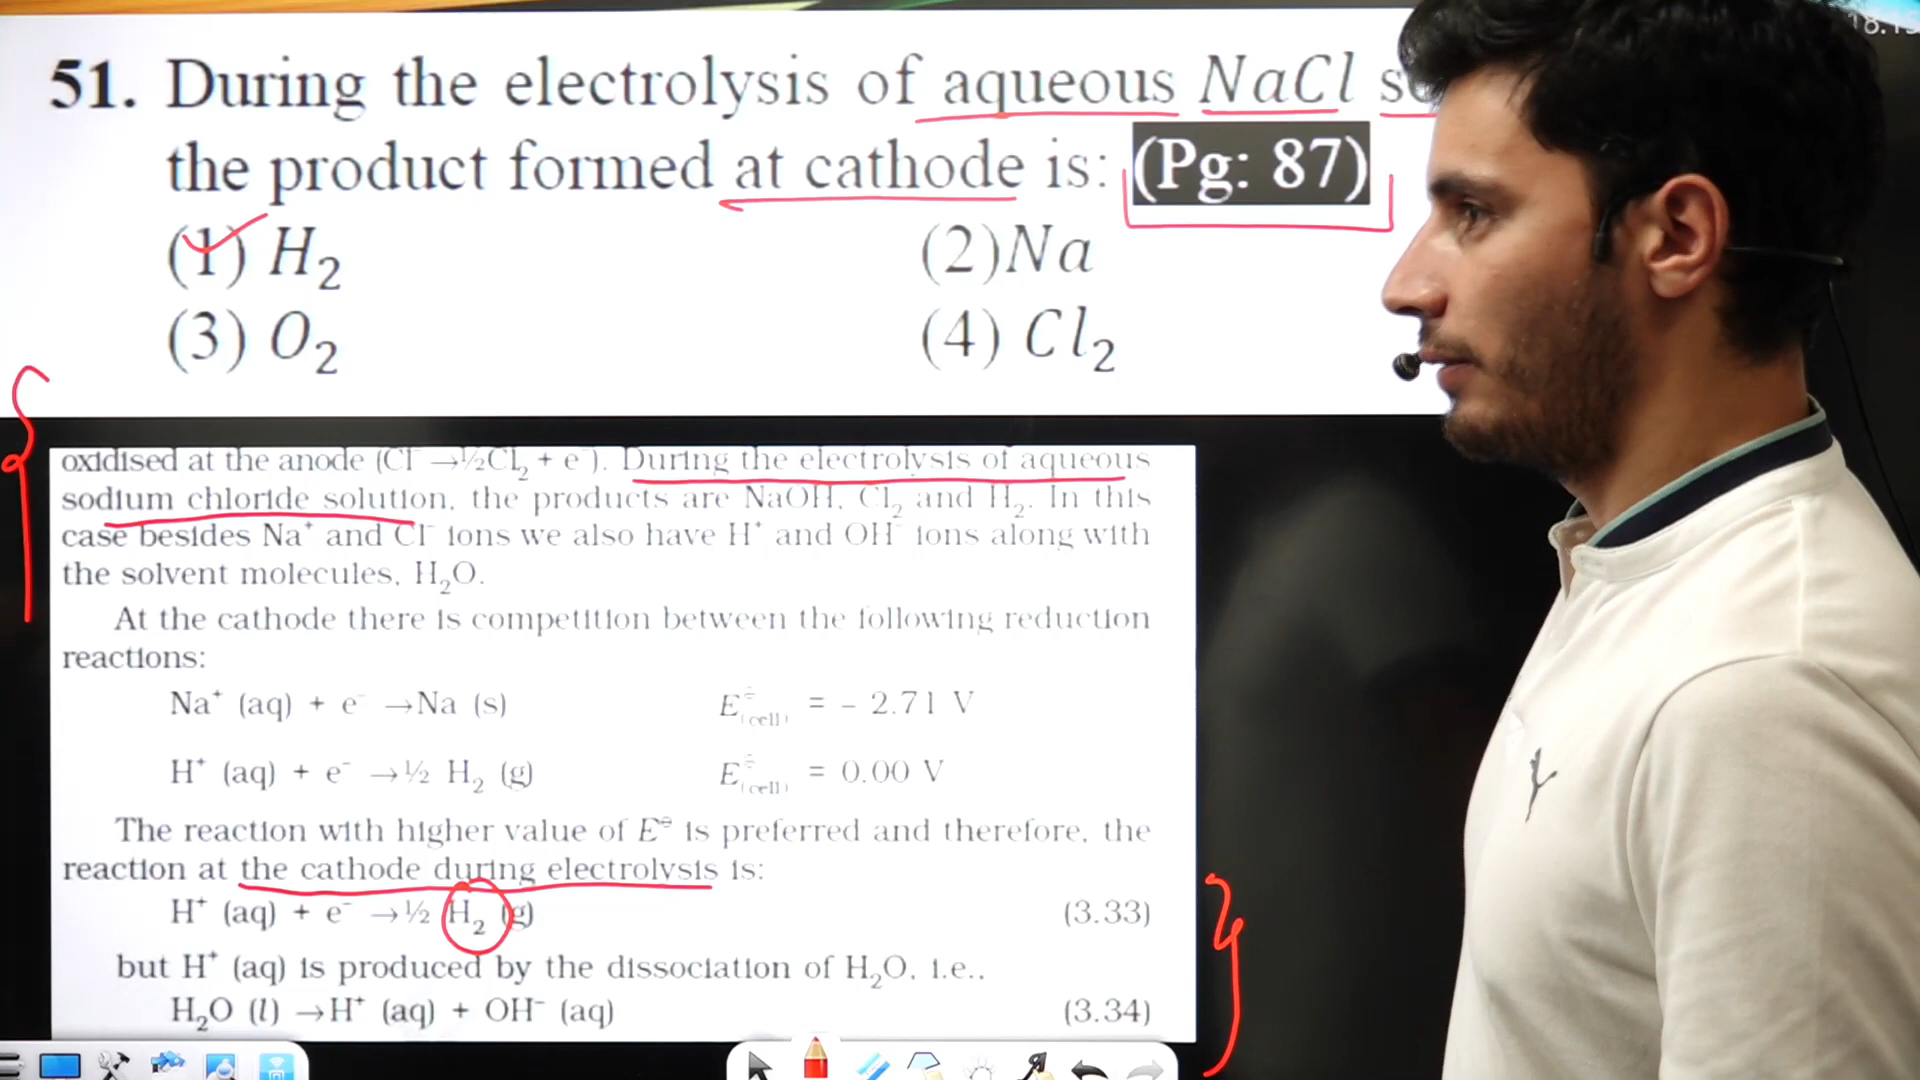 51. During the electrolysis of aqueous NaCl
the product formed at cathode is: (Pg: 87)
(1) H₂ (2)Na
(3) O₂ (4) Cl₂
oxidised at the anode (Cl⁻ →½Cl₂ + e⁻). During the electrolysis of aqueous
sodium chloride solution, the products are NaOH, Cl₂ and H₂. In this
case besides Na⁺ and Cl⁻ ions we also have H⁺ and OH⁻ ions along with
the solvent molecules, H₂O.
At the cathode there is competition between the following reduction
reactions:
Na⁺ (aq) + e⁻ →Na (s) E⊖(cell) = – 2.71 V
H⁺ (aq) + e⁻ →½ H₂ (g) E⊖(cell) = 0.00 V
The reaction with higher value of E⊖ is preferred and therefore, the
reaction at the cathode during electrolysis is:
H⁺ (aq) + e⁻ →½ H₂ (g) (3.33)
but H⁺ (aq) is produced by the dissociation of H₂O, i.e.,
H₂O (l) →H⁺ (aq) + OH⁻ (aq) (3.34)